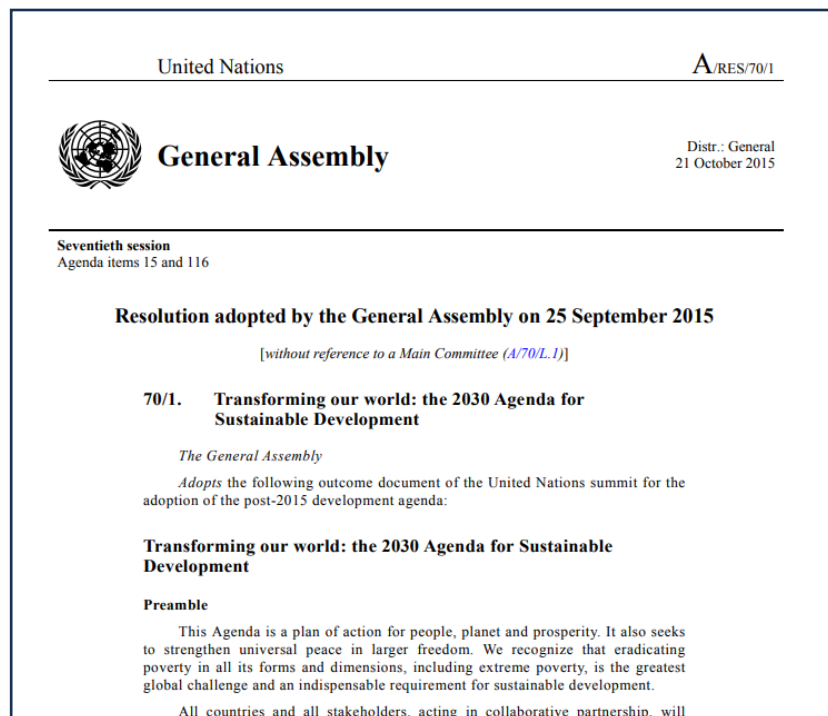 United Nations
A/RES/70/1
General Assembly
Distr.: General
21 October 2015
Seventieth session
Agenda items 15 and 116
Resolution adopted by the General Assembly on 25 September 2015
[without reference to a Main Committee (A/70/L.1)]
70/1. Transforming our world: the 2030 Agenda for
Sustainable Development
The General Assembly
Adopts the following outcome document of the United Nations summit for the
adoption of the post-2015 development agenda:
Transforming our world: the 2030 Agenda for Sustainable
Development
Preamble
This Agenda is a plan of action for people, planet and prosperity. It also seeks
to strengthen universal peace in larger freedom. We recognize that eradicating
poverty in all its forms and dimensions, including extreme poverty, is the greatest
global challenge and an indispensable requirement for sustainable development.
All countries and all stakeholders, acting in collaborative partnership, will